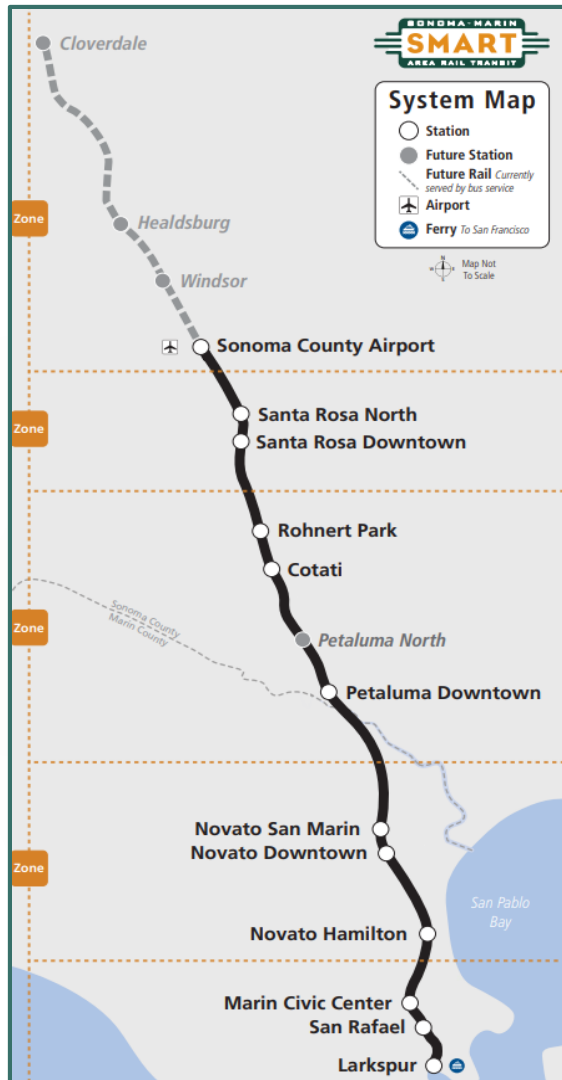 SONOMA-MARIN
SMART
AREA RAIL TRANSIT
System Map
Station
Future Station
Future Rail Currently
served by bus service
Airport
Ferry To San Francisco
N
W E
S
Map Not
To Scale
Cloverdale
Zone
Healdsburg
Windsor
Sonoma County Airport
Zone
Santa Rosa North
Santa Rosa Downtown
Rohnert Park
Cotati
Sonoma County
Marin County
Zone
Petaluma North
Petaluma Downtown
Novato San Marin
Novato Downtown
Zone
San Pablo
Bay
Novato Hamilton
Marin Civic Center
San Rafael
Larkspur